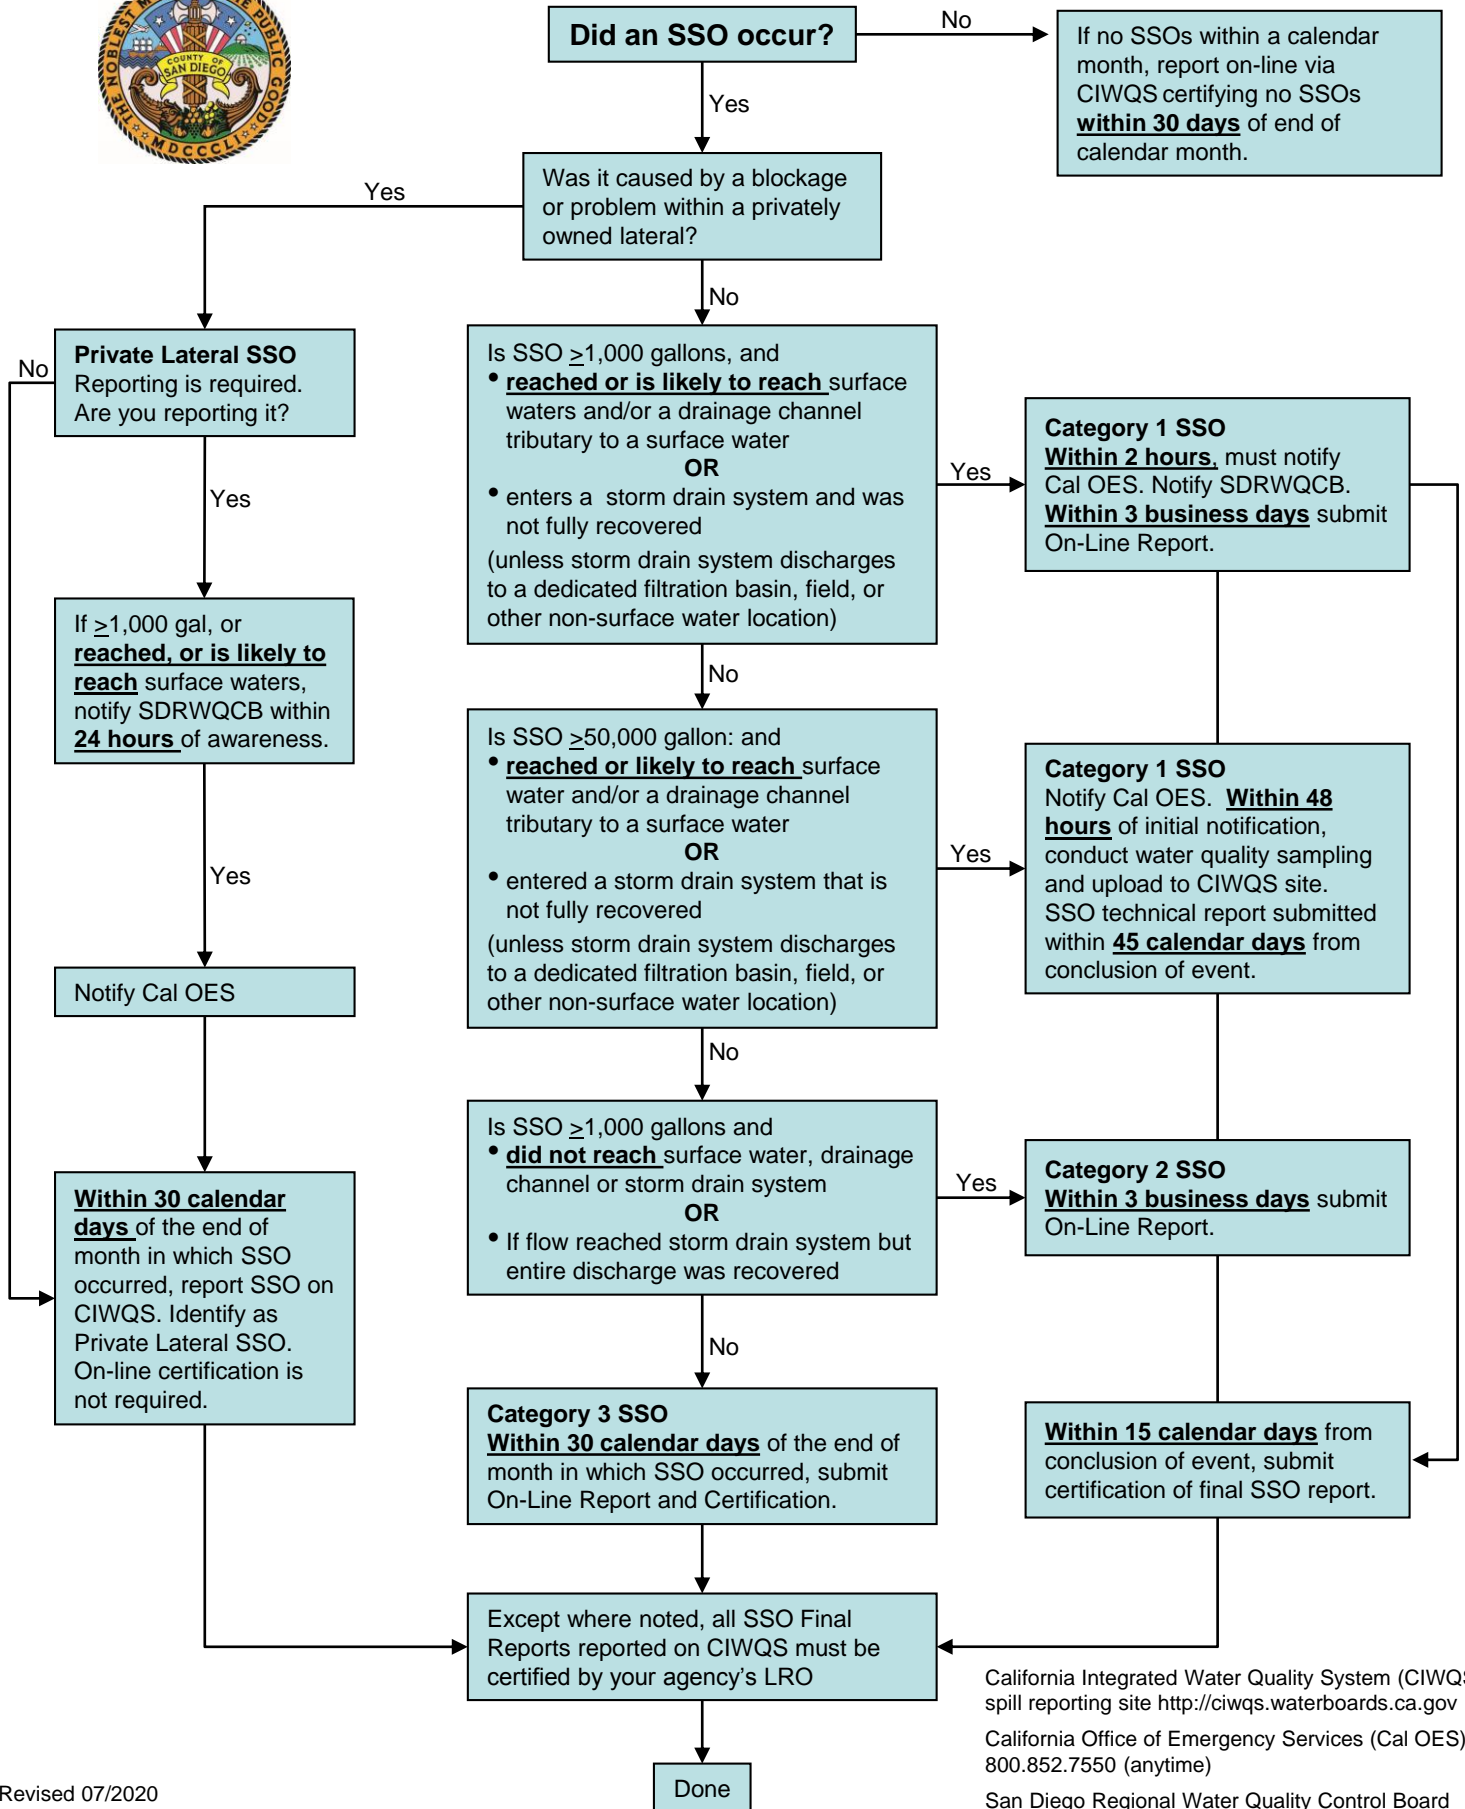 THE NOBLEST M
E PUBLIC GOOD
COUNTY OF
SAN DIEGO
MDCCCLI
Did an SSO occur?
No
If no SSOs within a calendar
month, report on-line via
CIWQS certifying no SSOs
within 30 days of end of
calendar month.
Yes
Was it caused by a blockage
or problem within a privately
owned lateral?
Yes
No
Private Lateral SSO
Reporting is required.
Are you reporting it?
No
Yes
If ≥1,000 gal, or
reached, or is likely to
reach surface waters,
notify SDRWQCB within
24 hours of awareness.
Yes
Notify Cal OES
Within 30 calendar
days of the end of
month in which SSO
occurred, report SSO on
CIWQS. Identify as
Private Lateral SSO.
On-line certification is
not required.
Is SSO ≥1,000 gallons, and
• reached or is likely to reach surface
waters and/or a drainage channel
tributary to a surface water
OR
• enters a storm drain system and was
not fully recovered
(unless storm drain system discharges
to a dedicated filtration basin, field, or
other non-surface water location)
Yes
Category 1 SSO
Within 2 hours, must notify
Cal OES. Notify SDRWQCB.
Within 3 business days submit
On-Line Report.
No
Is SSO ≥50,000 gallon: and
• reached or likely to reach surface
water and/or a drainage channel
tributary to a surface water
OR
• entered a storm drain system that is
not fully recovered
(unless storm drain system discharges
to a dedicated filtration basin, field, or
other non-surface water location)
Yes
Category 1 SSO
Notify Cal OES. Within 48
hours of initial notification,
conduct water quality sampling
and upload to CIWQS site.
SSO technical report submitted
within 45 calendar days from
conclusion of event.
No
Is SSO ≥1,000 gallons and
• did not reach surface water, drainage
channel or storm drain system
OR
• If flow reached storm drain system but
entire discharge was recovered
Yes
Category 2 SSO
Within 3 business days submit
On-Line Report.
No
Category 3 SSO
Within 30 calendar days of the end of
month in which SSO occurred, submit
On-Line Report and Certification.
Within 15 calendar days from
conclusion of event, submit
certification of final SSO report.
Except where noted, all SSO Final
Reports reported on CIWQS must be
certified by your agency's LRO
Done
California Integrated Water Quality System (CIWQS
spill reporting site http://ciwqs.waterboards.ca.gov
California Office of Emergency Services (Cal OES)
800.852.7550 (anytime)
San Diego Regional Water Quality Control Board
Revised 07/2020